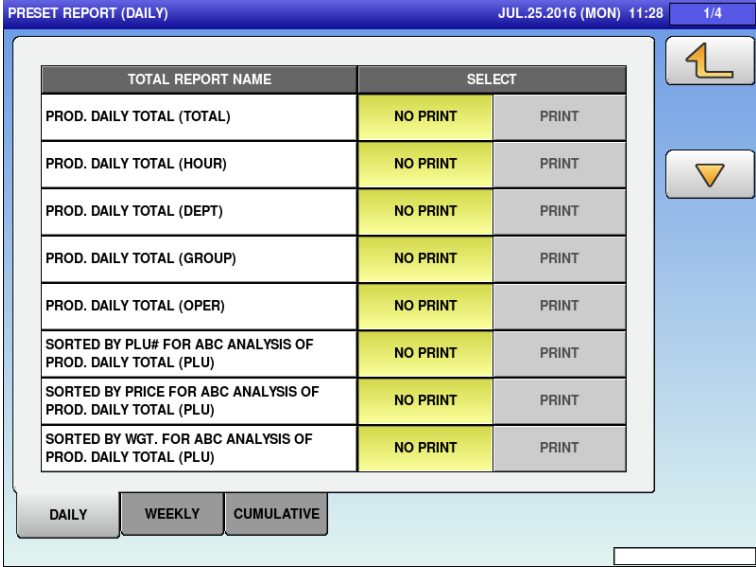 PRESET REPORT (DAILY) JUL.25.2016 (MON) 11:28 1/4
TOTAL REPORT NAME SELECT
PROD. DAILY TOTAL (TOTAL) NO PRINT PRINT
PROD. DAILY TOTAL (HOUR) NO PRINT PRINT
PROD. DAILY TOTAL (DEPT) NO PRINT PRINT
PROD. DAILY TOTAL (GROUP) NO PRINT PRINT
PROD. DAILY TOTAL (OPER) NO PRINT PRINT
SORTED BY PLU# FOR ABC ANALYSIS OF
PROD. DAILY TOTAL (PLU) NO PRINT PRINT
SORTED BY PRICE FOR ABC ANALYSIS OF
PROD. DAILY TOTAL (PLU) NO PRINT PRINT
SORTED BY WGT. FOR ABC ANALYSIS OF
PROD. DAILY TOTAL (PLU) NO PRINT PRINT
DAILY WEEKLY CUMULATIVE